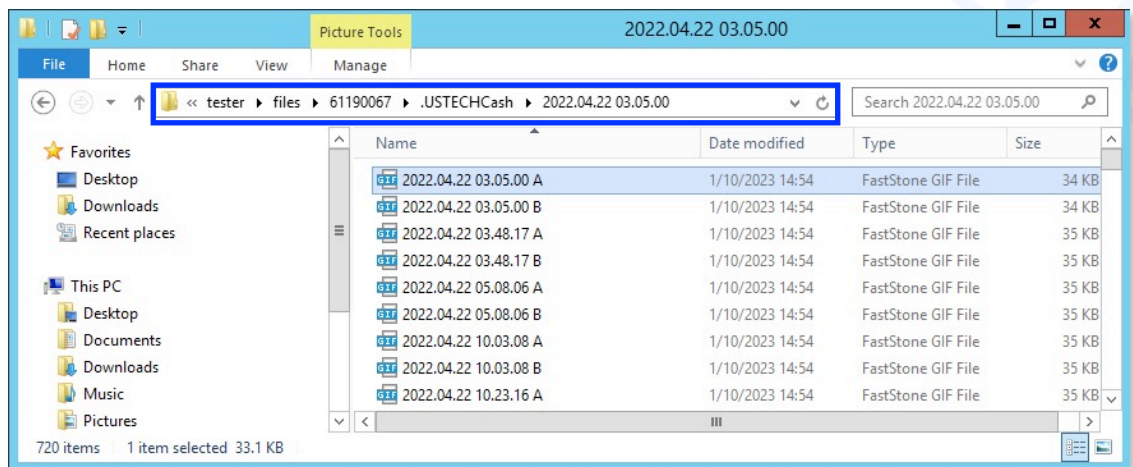 Picture Tools 2022.04.22 03.05.00
File Home Share View Manage
« tester files 61190067 .USTECHCash 2022.04.22 03.05.00 Search 2022.04.22 03.05.00
Favorites
Desktop
Downloads
Recent places
This PC
Desktop
Documents
Downloads
Music
Pictures
Name Date modified Type Size
GIF 2022.04.22 03.05.00 A 1/10/2023 14:54 FastStone GIF File 34 KB
GIF 2022.04.22 03.05.00 B 1/10/2023 14:54 FastStone GIF File 34 KB
GIF 2022.04.22 03.48.17 A 1/10/2023 14:54 FastStone GIF File 35 KB
GIF 2022.04.22 03.48.17 B 1/10/2023 14:54 FastStone GIF File 35 KB
GIF 2022.04.22 05.08.06 A 1/10/2023 14:54 FastStone GIF File 35 KB
GIF 2022.04.22 05.08.06 B 1/10/2023 14:54 FastStone GIF File 35 KB
GIF 2022.04.22 10.03.08 A 1/10/2023 14:54 FastStone GIF File 35 KB
GIF 2022.04.22 10.03.08 B 1/10/2023 14:54 FastStone GIF File 35 KB
GIF 2022.04.22 10.23.16 A 1/10/2023 14:54 FastStone GIF File 35 KB
720 items 1 item selected 33.1 KB